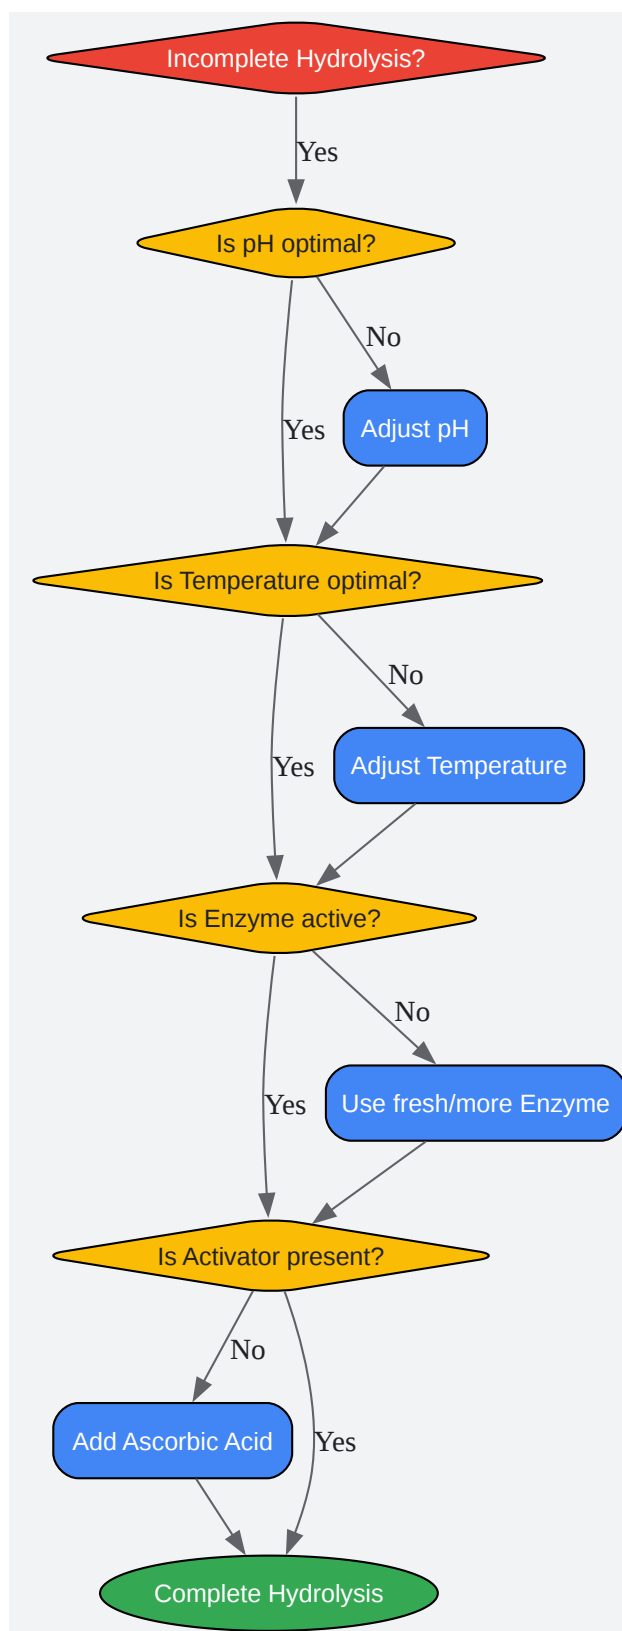 Incomplete Hydrolysis?
Yes
Is pH optimal?
No
Yes
Adjust pH
Is Temperature optimal?
No
Yes
Adjust Temperature
Is Enzyme active?
No
Yes
Use fresh/more Enzyme
Is Activator present?
No
Add Ascorbic Acid
Yes
Complete Hydrolysis